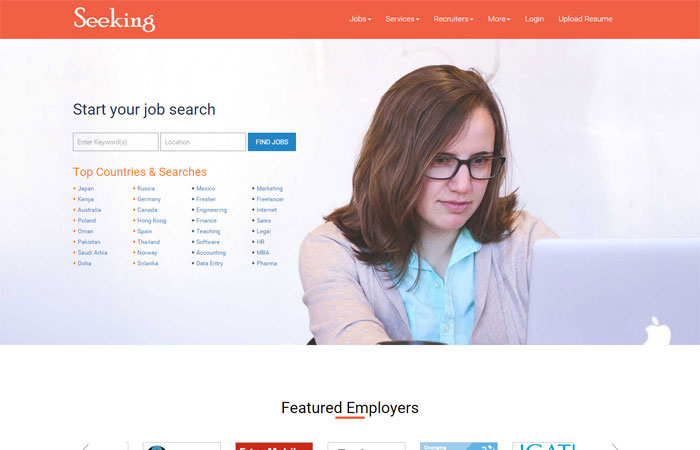 Seeking
Jobs Services Recruiters More Login Upload Resume
Start your job search
Enter Keyword(s) Location FIND JOBS
Top Countries & Searches
Japan Russia Mexico Marketing
Kenya Germany Fresher Freelancer
Australia Canada Engineering Internet
Poland Hong Kong Finance Sales
Oman Spain Teaching Legal
Pakistan Thailand Software HR
Saudi Arbia Norway Accounting MBA
Doha Srilanka Data Entry Pharma
Featured Employers